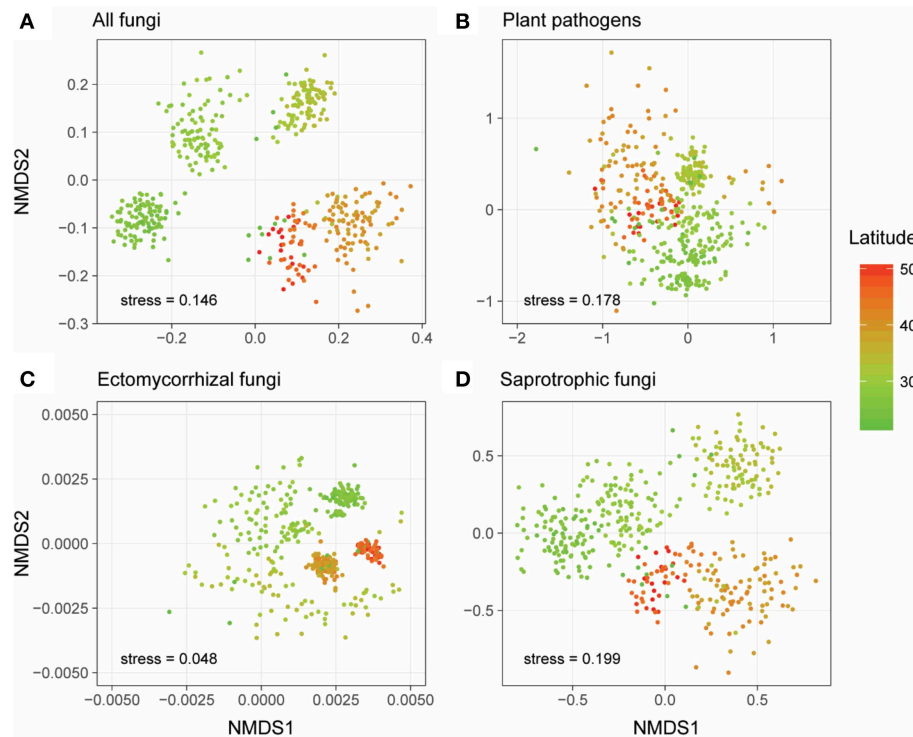 A All fungi
0.2
0.1
0.0
−0.1
−0.2
−0.3
NMDS2
stress = 0.146
−0.2 0.0 0.2 0.4
B Plant pathogens
1
0
−1
stress = 0.178
−2 −1 0 1
Latitude
50
40
30
C Ectomycorrhizal fungi
0.0050
0.0025
0.0000
−0.0025
−0.0050
NMDS2
stress = 0.048
−0.0050 −0.0025 0.0000 0.0025 0.0050
NMDS1
D Saprotrophic fungi
0.5
0.0
−0.5
stress = 0.199
−0.5 0.0 0.5
NMDS1